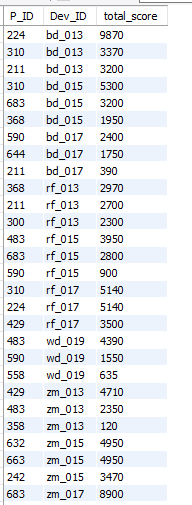 P_ID Dev_ID total_score
224 bd_013 9870
310 bd_013 3370
211 bd_013 3200
310 bd_015 5300
683 bd_015 3200
368 bd_015 1950
590 bd_017 2400
644 bd_017 1750
211 bd_017 390
368 rf_013 2970
211 rf_013 2700
300 rf_013 2300
483 rf_015 3950
683 rf_015 2800
590 rf_015 900
310 rf_017 5140
224 rf_017 5140
429 rf_017 3500
483 wd_019 4390
590 wd_019 1550
558 wd_019 635
429 zm_013 4710
483 zm_013 2350
358 zm_013 120
632 zm_015 4950
663 zm_015 4950
242 zm_015 3470
683 zm_017 8900